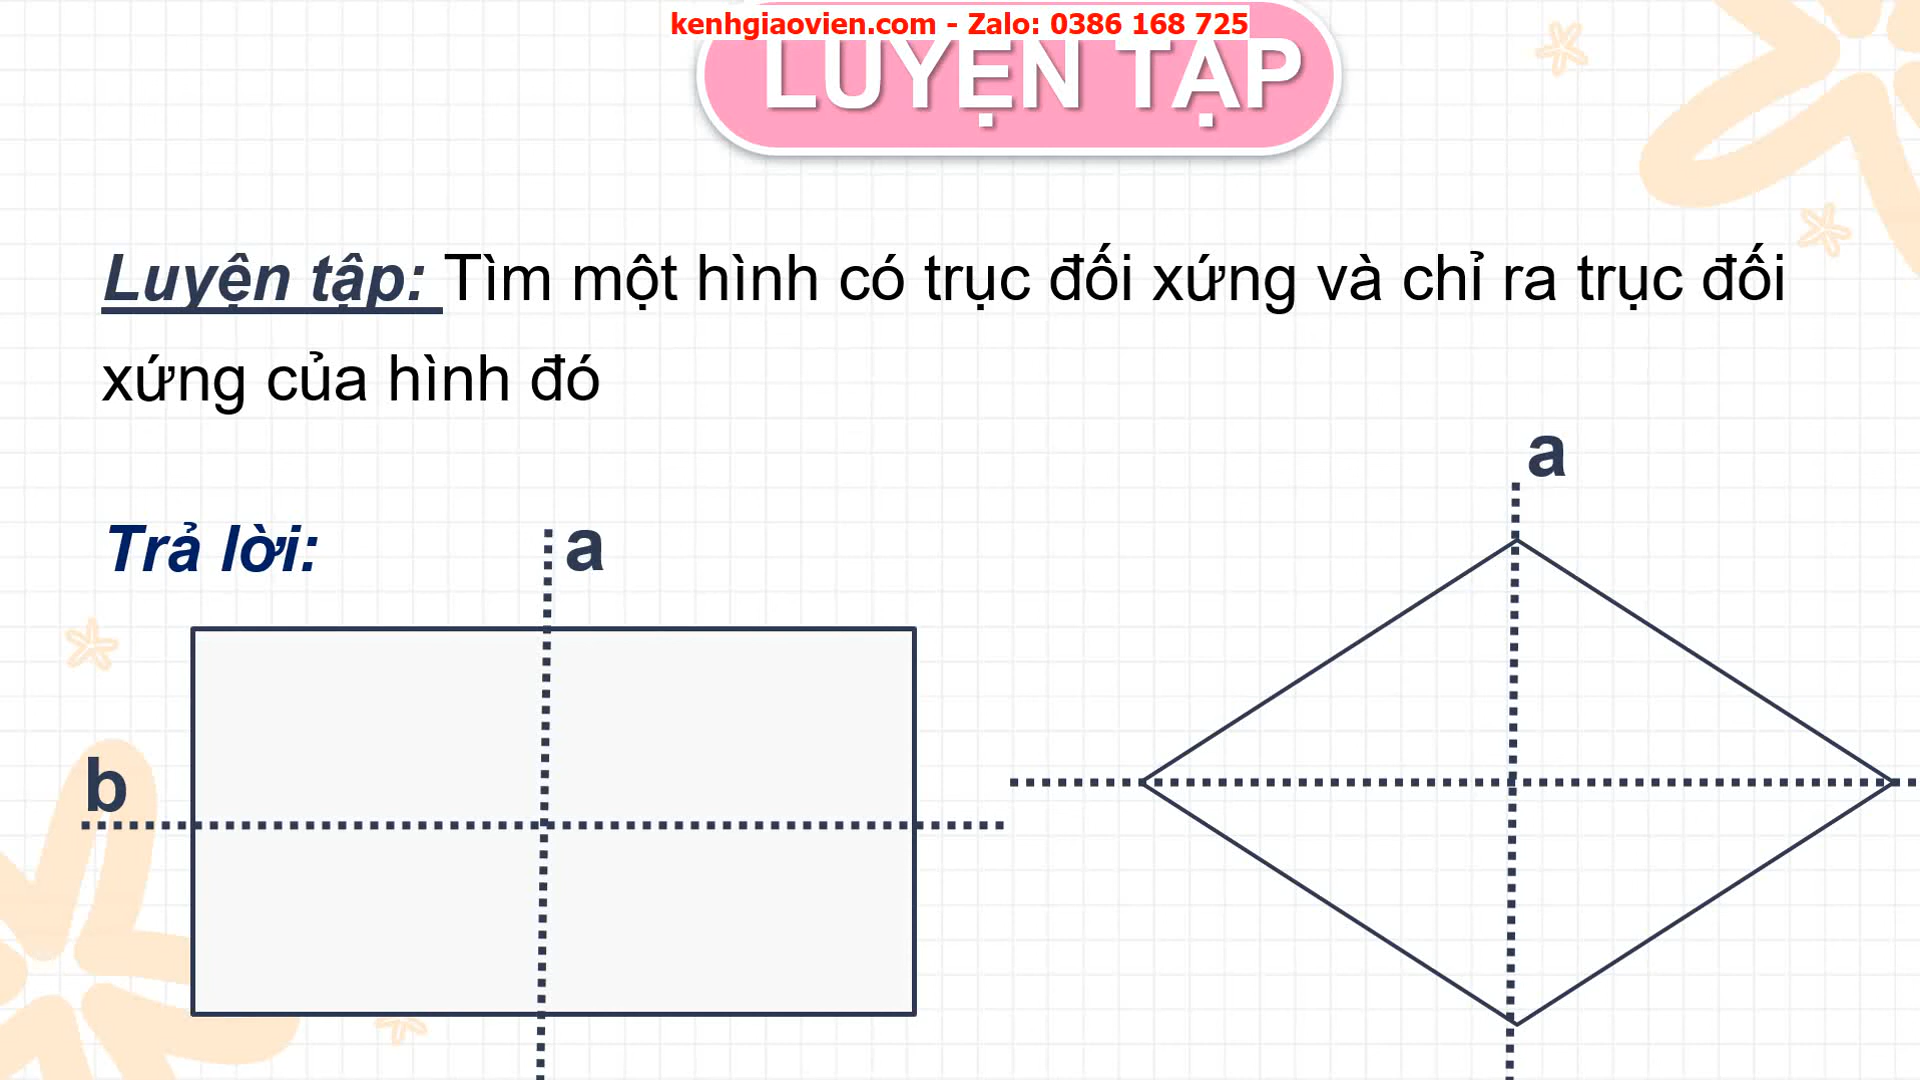 kenhgiaovien.com - Zalo: 0386 168 725
LUYỆN TẬP
Luyện tập: Tìm một hình có trục đối xứng và chỉ ra trục đối
xứng của hình đó
a
Trả lời:
a
b